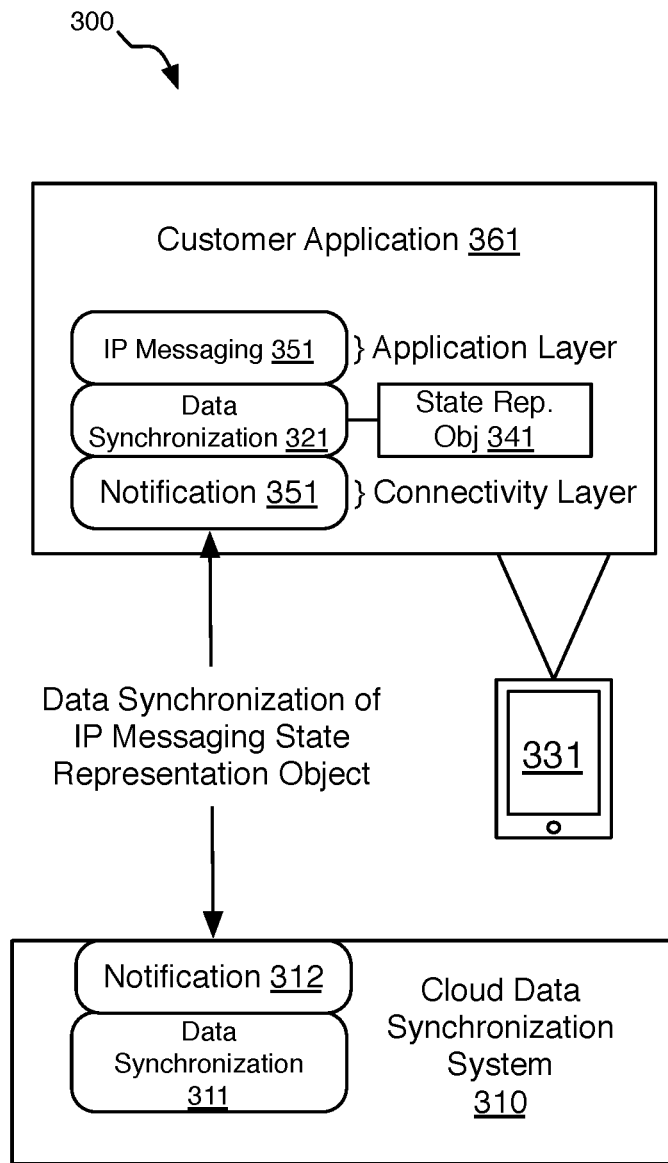 300
Customer Application 361
IP Messaging 351
} Application Layer
Data
Synchronization 321
State Rep.
Obj 341
Notification 351
} Connectivity Layer
Data Synchronization of
IP Messaging State
Representation Object
331
Notification 312
Data
Synchronization
311
Cloud Data
Synchronization
System
310